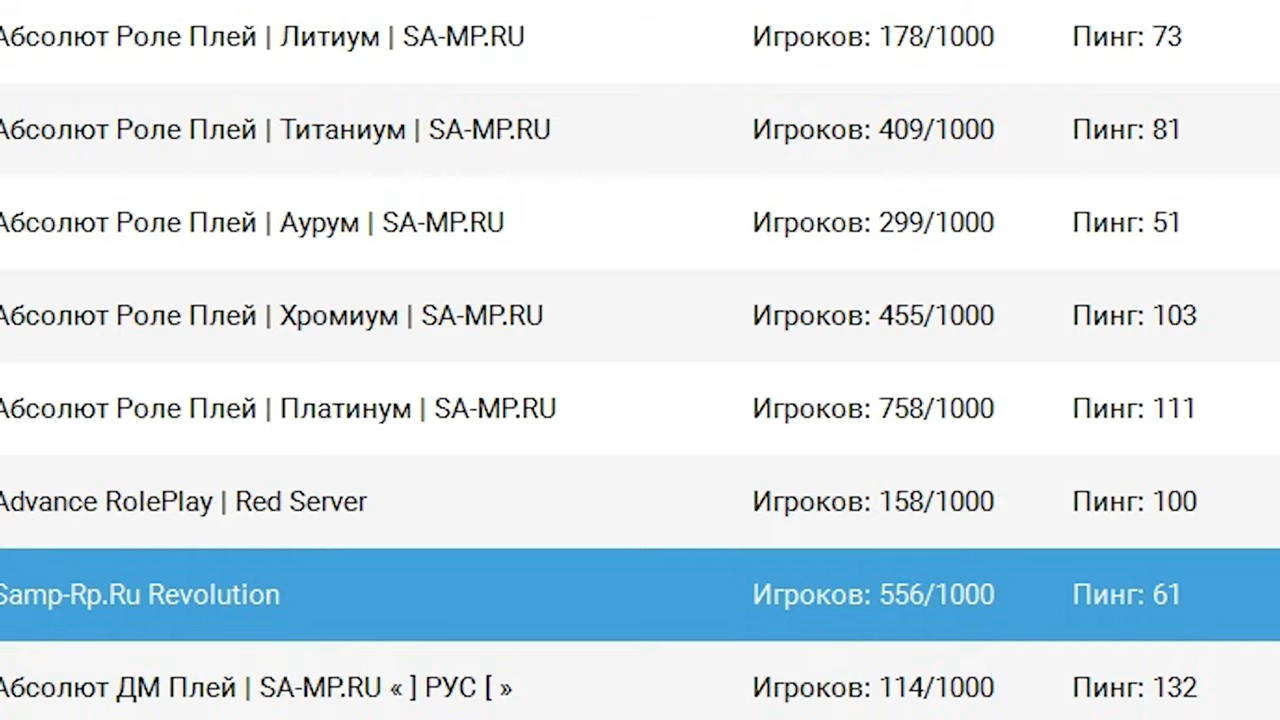 Абсолют Роле Плей | Литиум | SA-MP.RU Игроков: 178/1000 Пинг: 73
Абсолют Роле Плей | Титаниум | SA-MP.RU Игроков: 409/1000 Пинг: 81
Абсолют Роле Плей | Аурум | SA-MP.RU Игроков: 299/1000 Пинг: 51
Абсолют Роле Плей | Хромиум | SA-MP.RU Игроков: 455/1000 Пинг: 103
Абсолют Роле Плей | Платинум | SA-MP.RU Игроков: 758/1000 Пинг: 111
Advance RolePlay | Red Server Игроков: 158/1000 Пинг: 100
Samp-Rp.Ru Revolution Игроков: 556/1000 Пинг: 61
Абсолют ДМ Плей | SA-MP.RU « ] РУС [ » Игроков: 114/1000 Пинг: 132